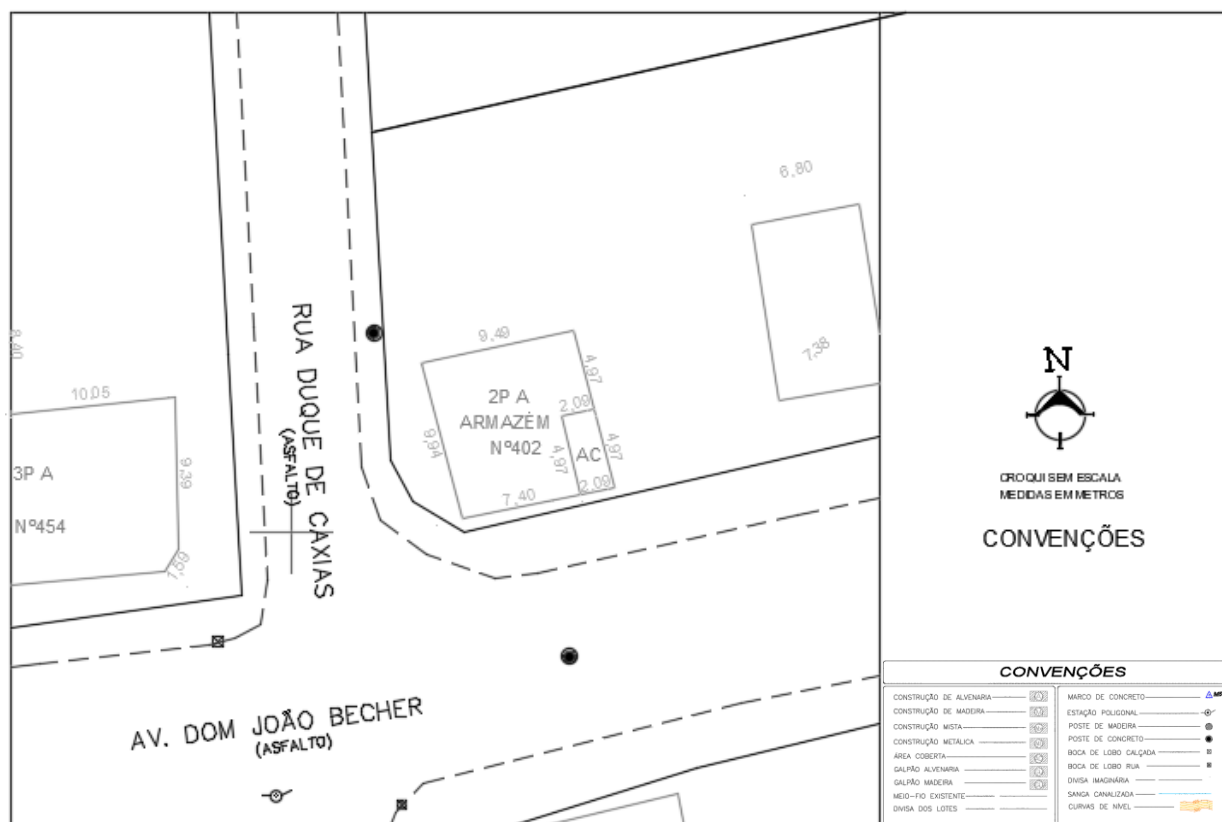 6,80
7,38
8,40
10,05
9,39
1,59
3P A
Nº454
RUA DUQUE DE CAXIAS
(ASFALTO)
9,49
4,97
2P A
ARMAZÉM
Nº402
2,09
9,94
4,97
AC
4,97
7,40
2,09
AV. DOM JOÃO BECHER
(ASFALTO)
N
CROQUI SEM ESCALA
MEDIDAS EM METROS
CONVENÇÕES
CONVENÇÕES
CONSTRUÇÃO DE ALVENARIA
CONSTRUÇÃO DE MADEIRA
CONSTRUÇÃO MISTA
CONSTRUÇÃO METÁLICA
ÁREA COBERTA
GALPÃO ALVENARIA
GALPÃO MADEIRA
MEIO-FIO EXISTENTE
DIVISA DOS LOTES
MARCO DE CONCRETO
ESTAÇÃO POLIGONAL
POSTE DE MADEIRA
POSTE DE CONCRETO
BOCA DE LOBO CALÇADA
BOCA DE LOBO RUA
DIVISA IMAGINÁRIA
SANGA CANALIZADA
CURVAS DE NIVEL